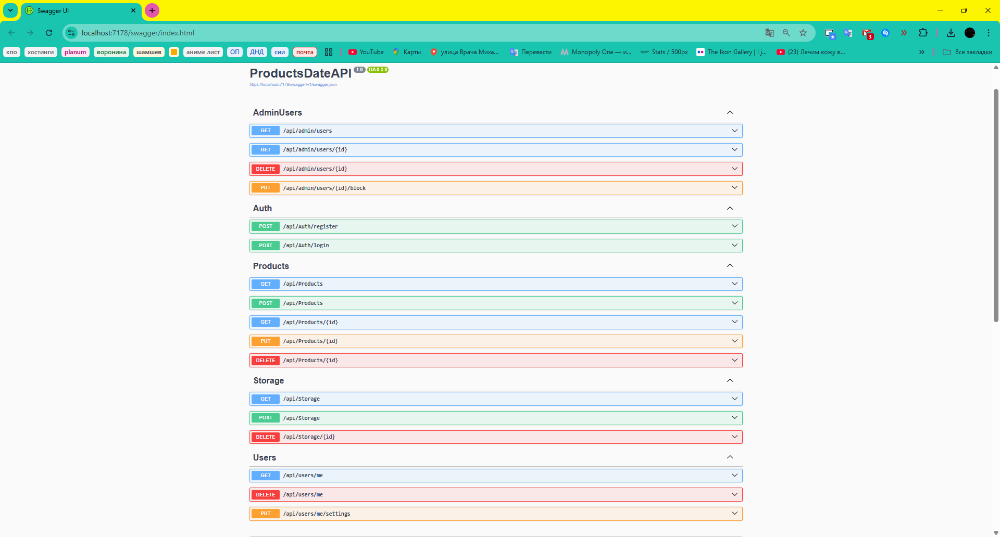 Swagger UI
localhost:7178/swagger/index.html
3
кпо хостинги planum воронина шамшев аниме лист ОП ДНД сии почта YouTube Карты улица Врача Миха... Перевести Monopoly One — и... 500px Stats / 500px The Ikon Gallery | I j... (23) Лечим кожу в... » Все закладки
ProductsDateAPI 1.0 OAS 3.0
https://localhost:7178/swagger/v1/swagger.json
AdminUsers
GET /api/admin/users
GET /api/admin/users/{id}
DELETE /api/admin/users/{id}
PUT /api/admin/users/{id}/block
Auth
POST /api/Auth/register
POST /api/Auth/login
Products
GET /api/Products
POST /api/Products
GET /api/Products/{id}
PUT /api/Products/{id}
DELETE /api/Products/{id}
Storage
GET /api/Storage
POST /api/Storage
DELETE /api/Storage/{id}
Users
GET /api/users/me
DELETE /api/users/me
PUT /api/users/me/settings